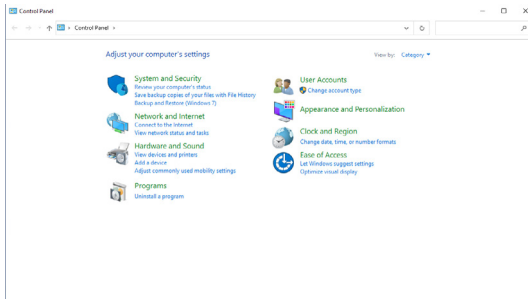 Control Panel
Control Panel
Adjust your computer's settings
View by: Category
System and Security
Review your computer's status
Save backup copies of your files with File History
Backup and Restore (Windows 7)
Network and Internet
Connect to the Internet
View network status and tasks
Hardware and Sound
View devices and printers
Add a device
Adjust commonly used mobility settings
Programs
Uninstall a program
User Accounts
Change account type
Appearance and Personalization
Clock and Region
Change date, time, or number formats
Ease of Access
Let Windows suggest settings
Optimize visual display